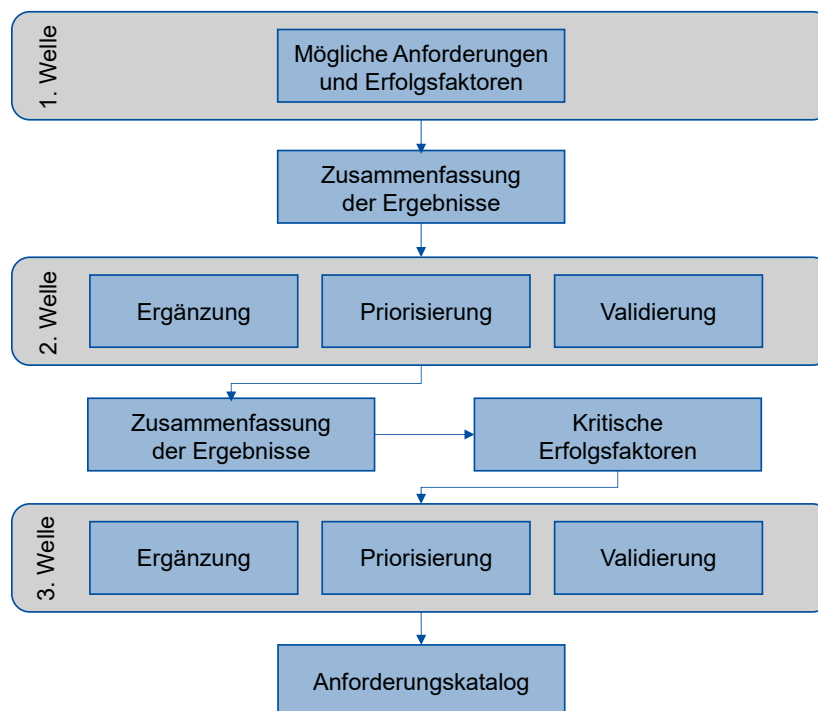 1. Welle
Mögliche Anforderungen
und Erfolgsfaktoren
Zusammenfassung
der Ergebnisse
2. Welle
Ergänzung
Priorisierung
Validierung
Zusammenfassung
der Ergebnisse
Kritische
Erfolgsfaktoren
3. Welle
Ergänzung
Priorisierung
Validierung
Anforderungskatalog